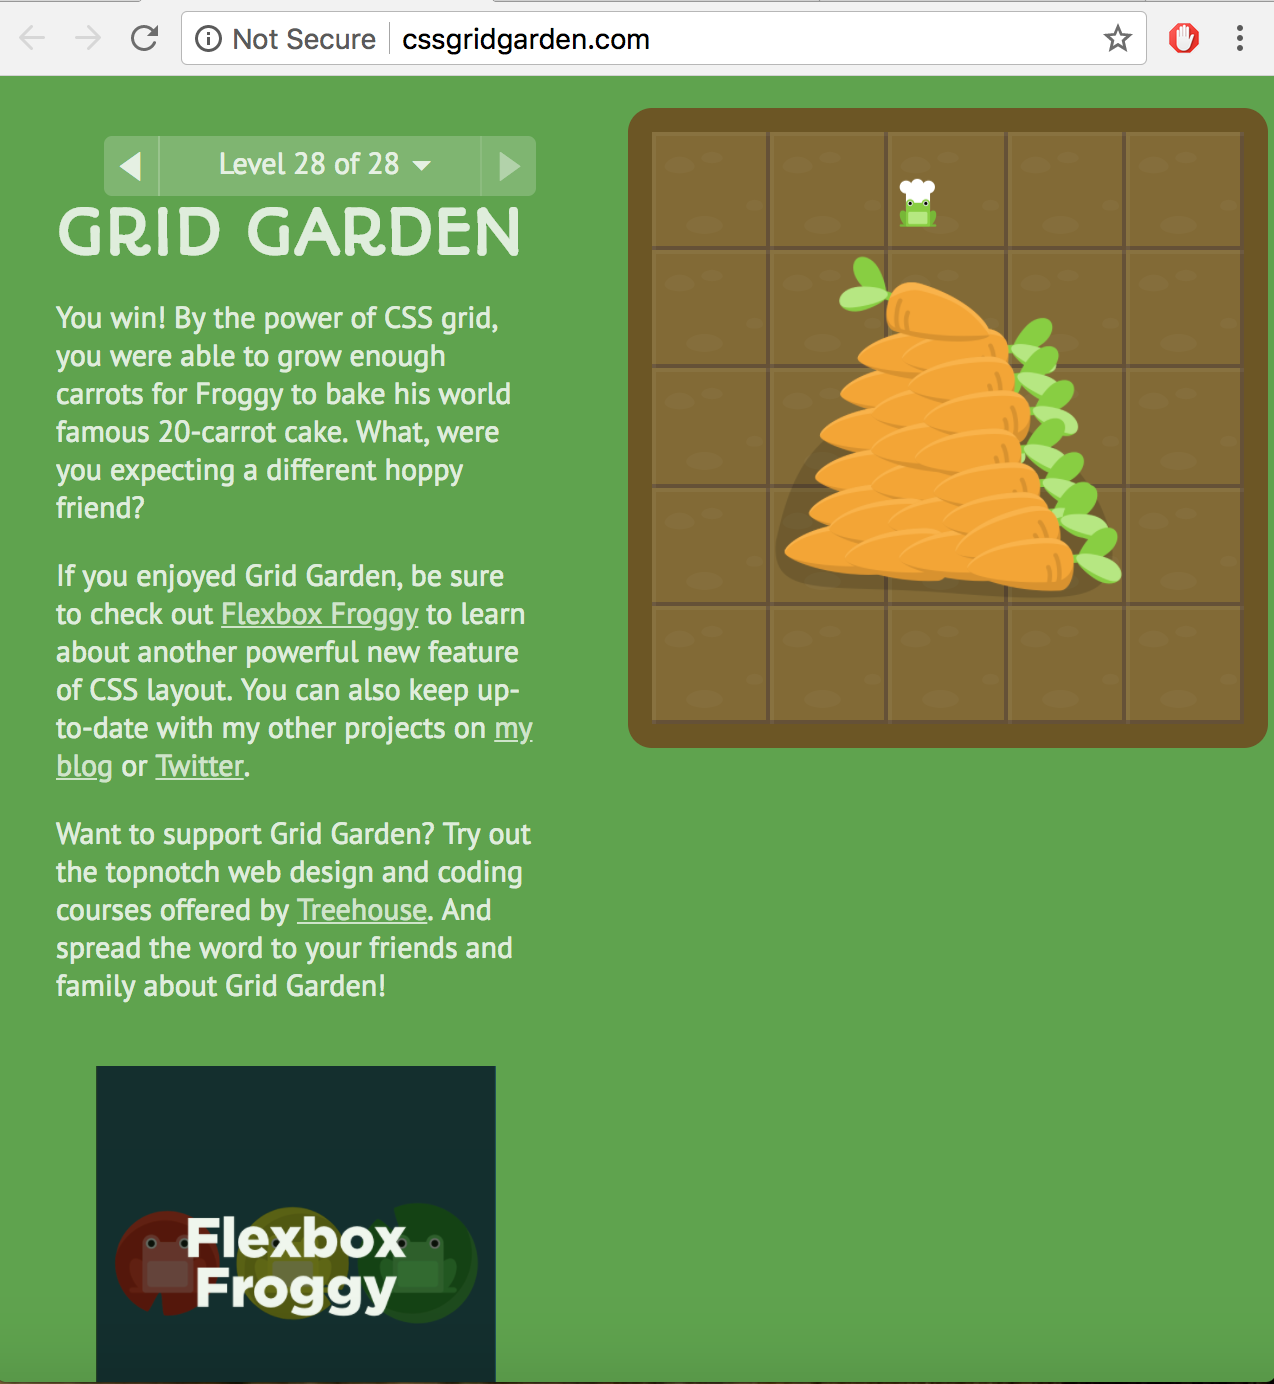 Not Secure cssgridgarden.com
Level 28 of 28
GRID GARDEN
You win! By the power of CSS grid,
you were able to grow enough
carrots for Froggy to bake his world
famous 20-carrot cake. What, were
you expecting a different hoppy
friend?
If you enjoyed Grid Garden, be sure
to check out Flexbox Froggy to learn
about another powerful new feature
of CSS layout. You can also keep up-
to-date with my other projects on my
blog or Twitter.
Want to support Grid Garden? Try out
the topnotch web design and coding
courses offered by Treehouse. And
spread the word to your friends and
family about Grid Garden!
Flexbox
Froggy